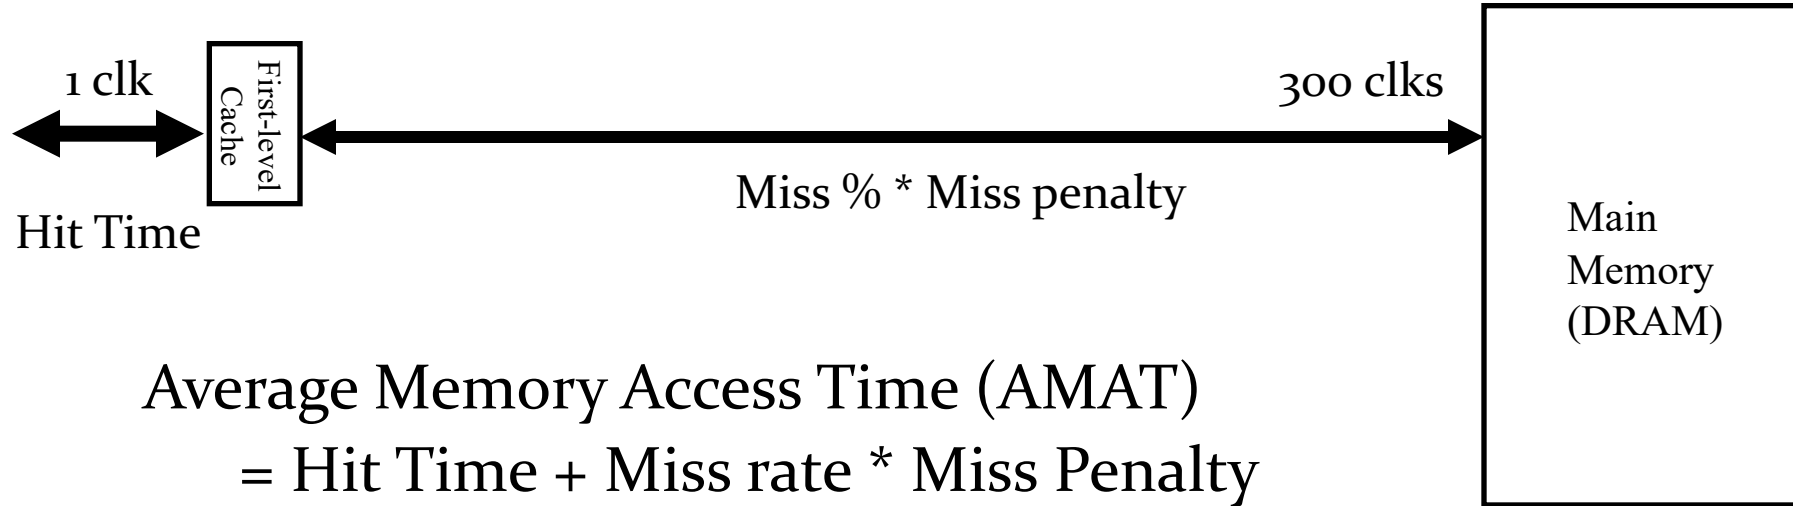 1 clk
First-level
Cache
300 clks
Miss % * Miss penalty
Hit Time
Main
Memory
(DRAM)
Average Memory Access Time (AMAT)
= Hit Time + Miss rate * Miss Penalty